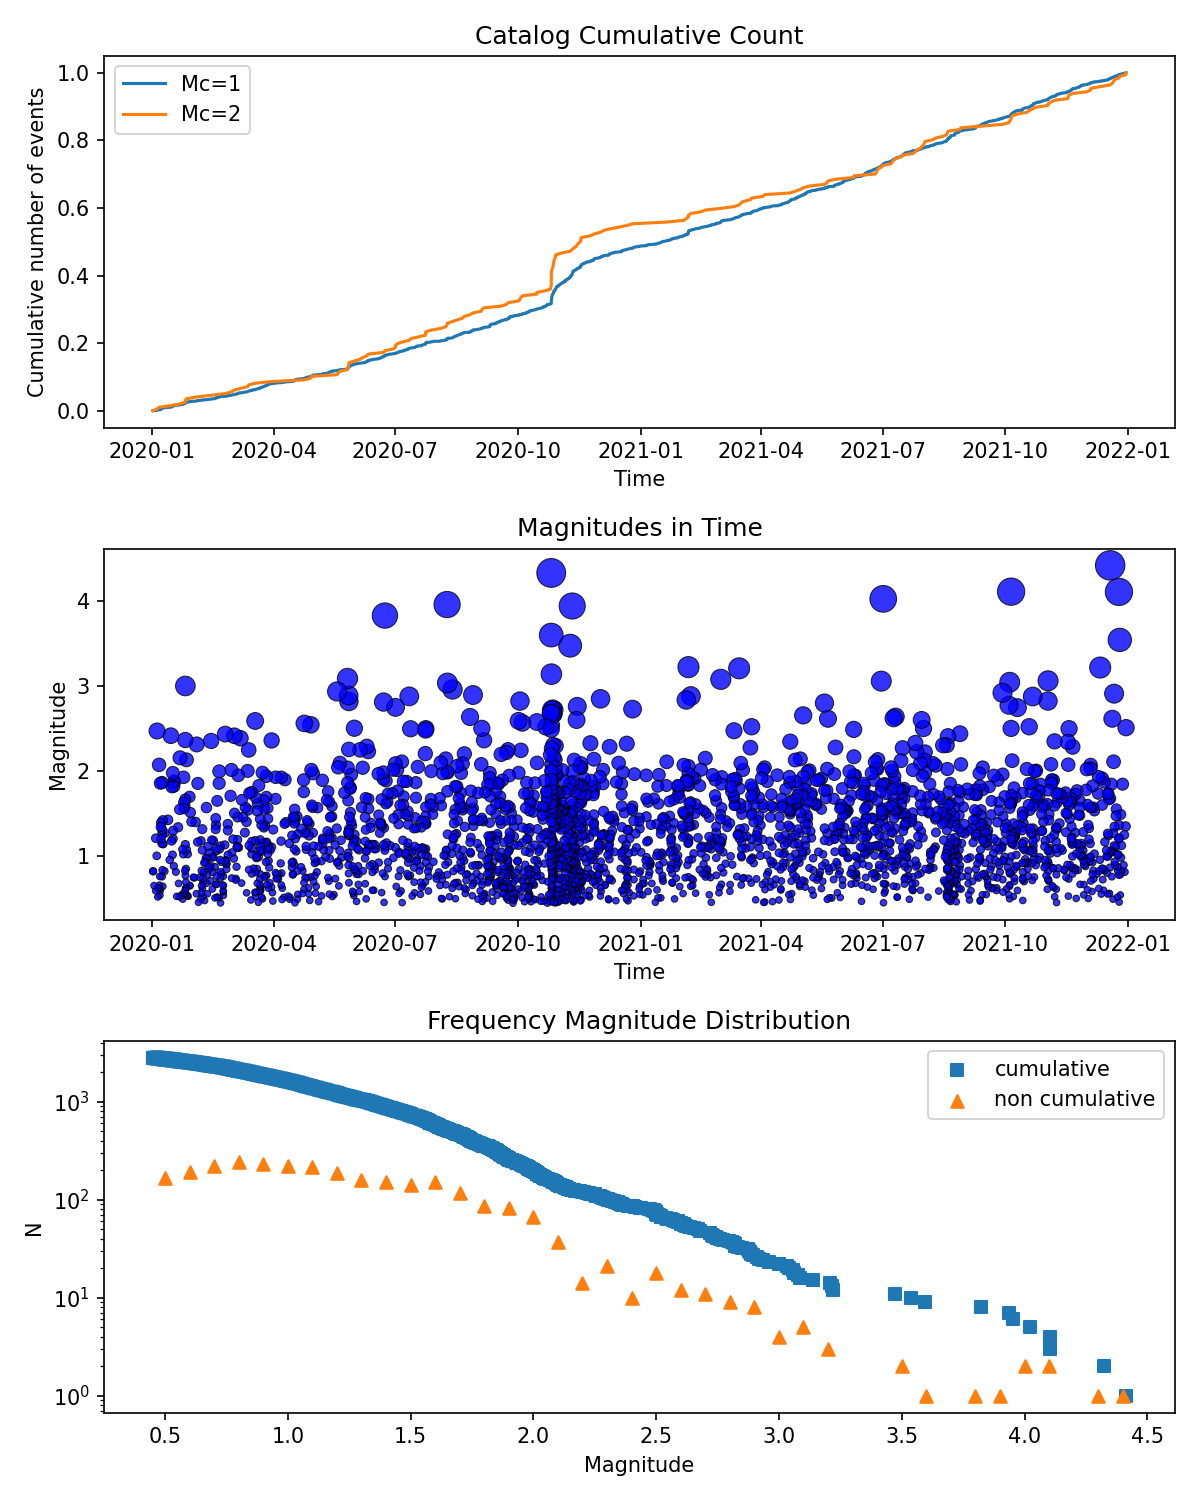 Catalog Cumulative Count
Mc=1
Mc=2
Cumulative number of events
1.0
0.8
0.6
0.4
0.2
0.0
2020-01 2020-04 2020-07 2020-10 2021-01 2021-04 2021-07 2021-10 2022-01
Time
Magnitudes in Time
Magnitude
4
3
2
1
2020-01 2020-04 2020-07 2020-10 2021-01 2021-04 2021-07 2021-10 2022-01
Time
Frequency Magnitude Distribution
cumulative
non cumulative
N
10³
10²
10¹
10⁰
0.5 1.0 1.5 2.0 2.5 3.0 3.5 4.0 4.5
Magnitude